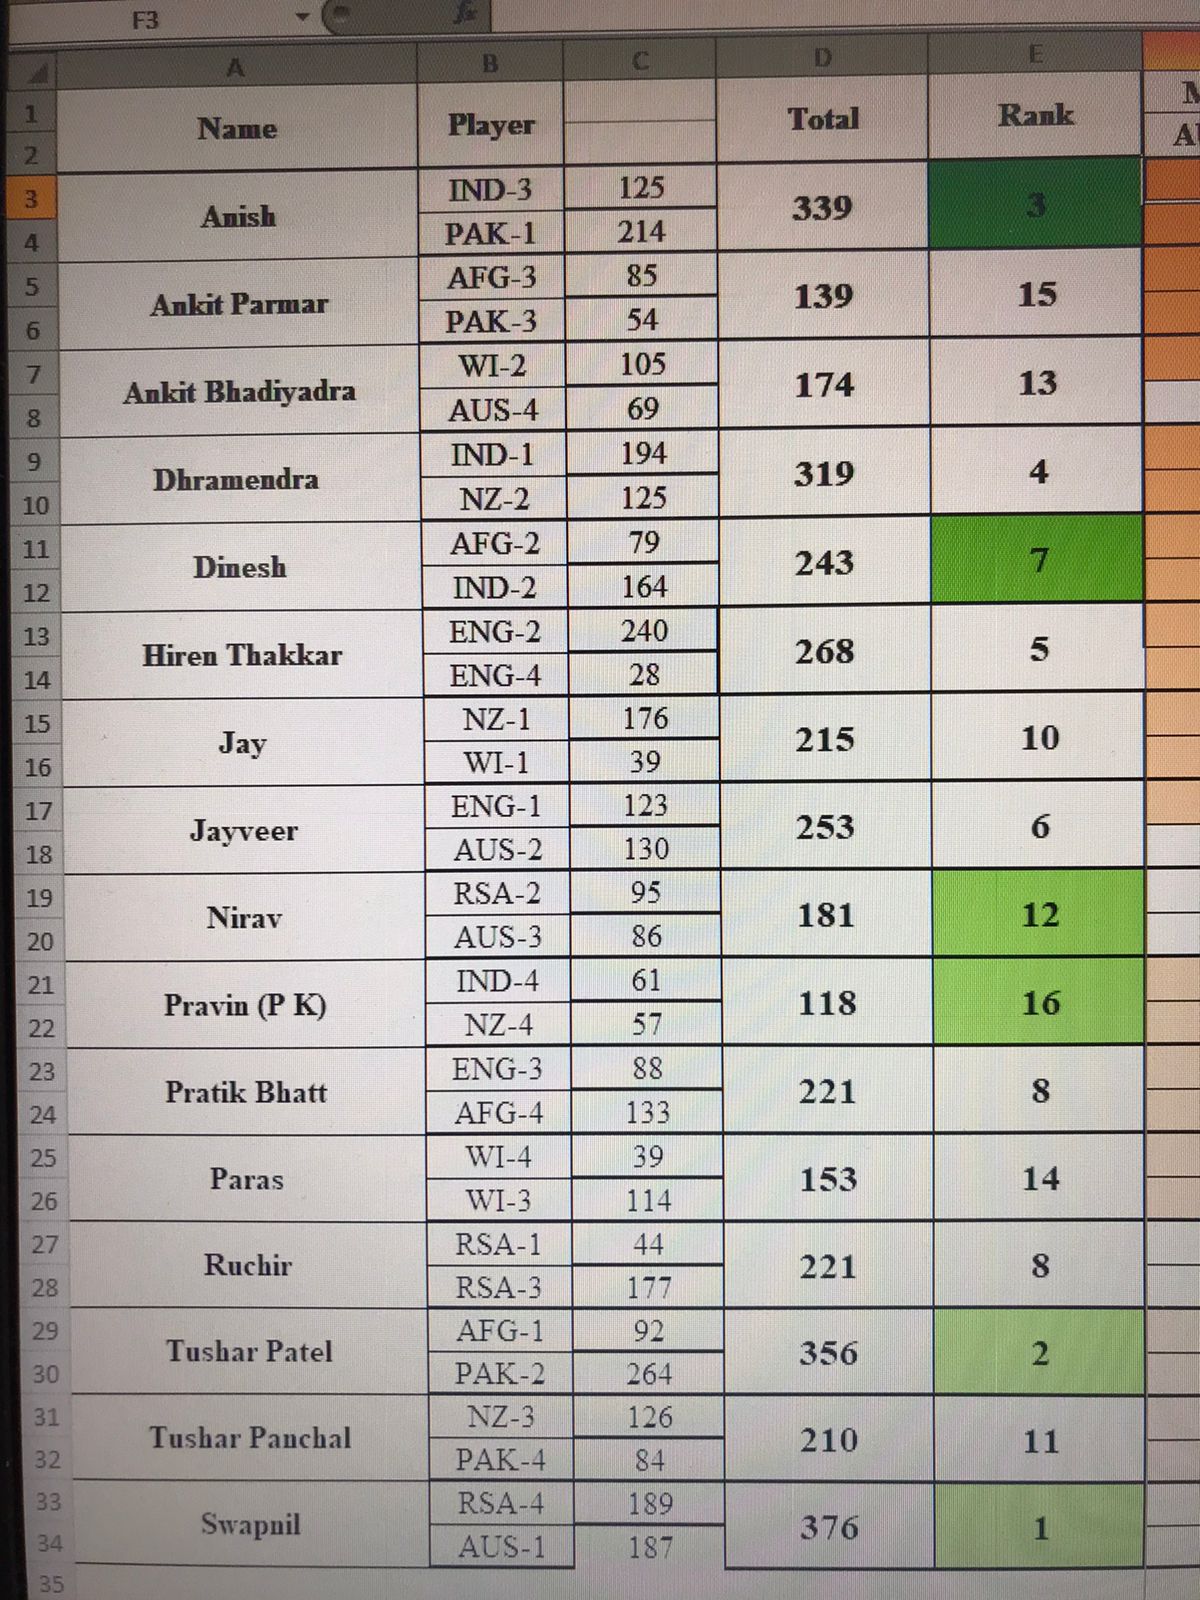 F3 fx
A B C D E
1 Name Player Total Rank
2
3 Anish IND-3 125 339 3
4 PAK-1 214
5 Ankit Parmar AFG-3 85 139 15
6 PAK-3 54
7 Ankit Bhadiyadra WI-2 105 174 13
8 AUS-4 69
9 Dhramendra IND-1 194 319 4
10 NZ-2 125
11 Dinesh AFG-2 79 243 7
12 IND-2 164
13 Hiren Thakkar ENG-2 240 268 5
14 ENG-4 28
15 Jay NZ-1 176 215 10
16 WI-1 39
17 Jayveer ENG-1 123 253 6
18 AUS-2 130
19 Nirav RSA-2 95 181 12
20 AUS-3 86
21 Pravin (P K) IND-4 61 118 16
22 NZ-4 57
23 Pratik Bhatt ENG-3 88 221 8
24 AFG-4 133
25 Paras WI-4 39 153 14
26 WI-3 114
27 Ruchir RSA-1 44 221 8
28 RSA-3 177
29 Tushar Patel AFG-1 92 356 2
30 PAK-2 264
31 Tushar Panchal NZ-3 126 210 11
32 PAK-4 84
33 Swapnil RSA-4 189 376 1
34 AUS-1 187
35